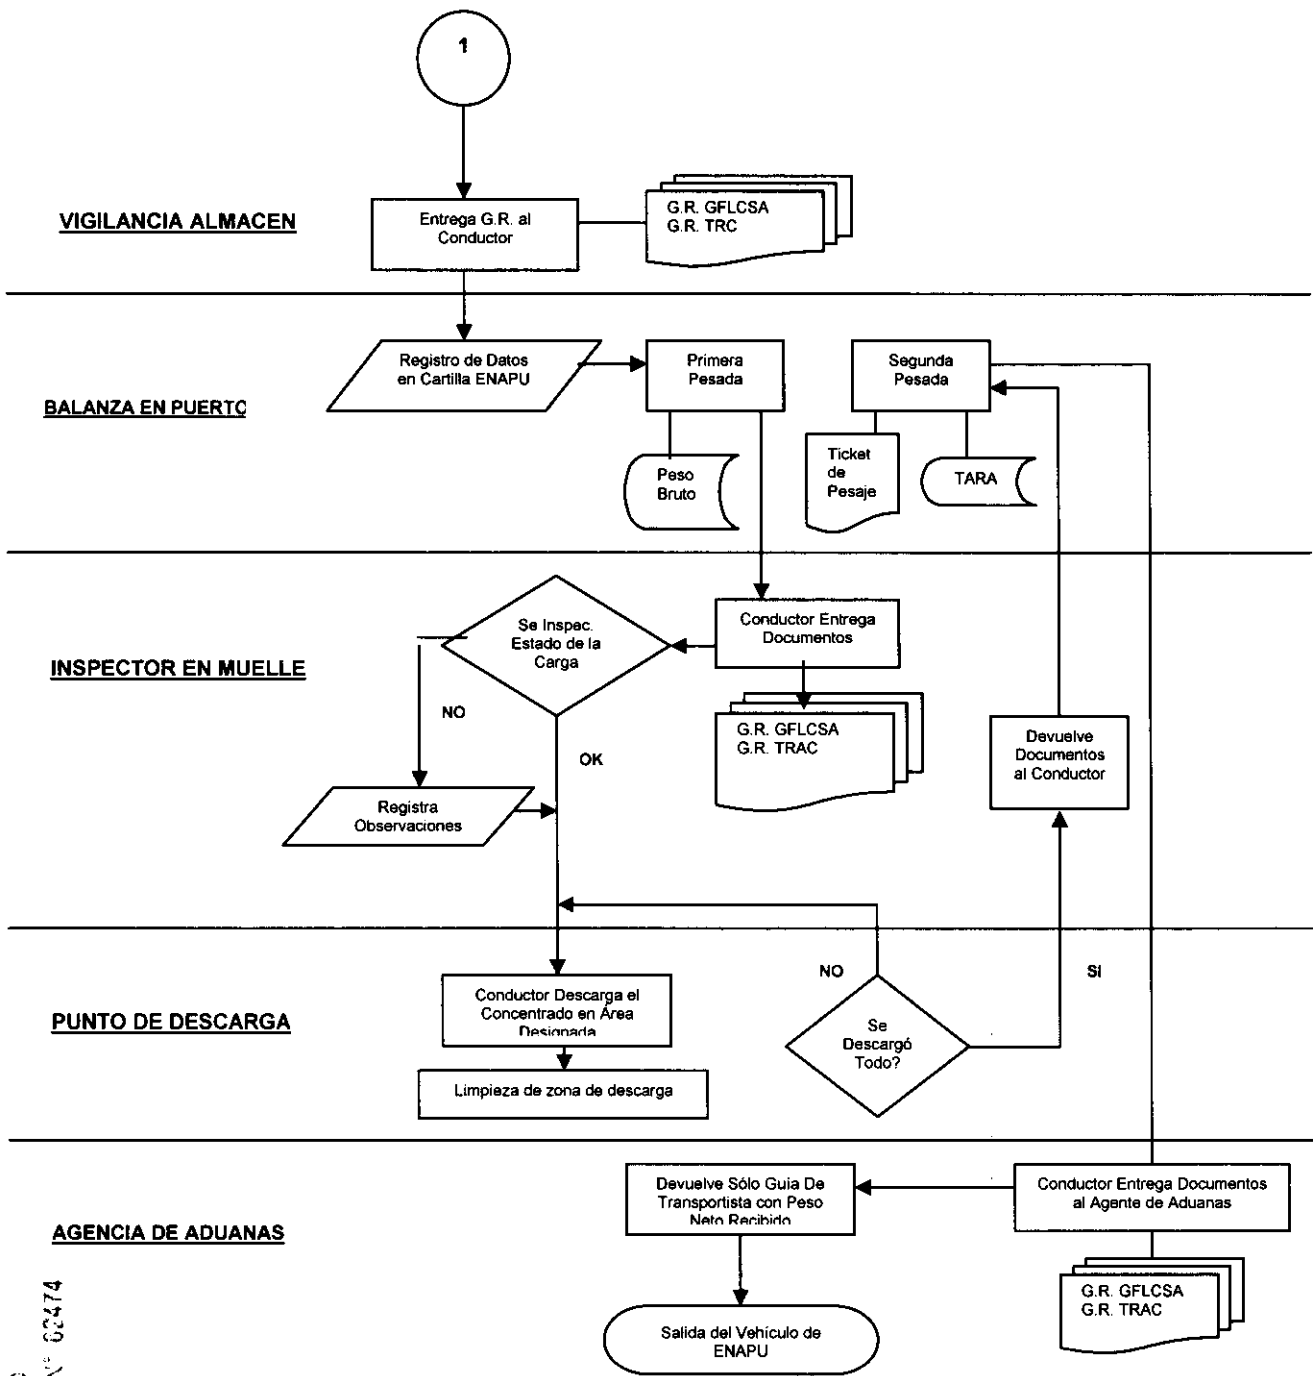 1
VIGILANCIA ALMACEN
Entrega G.R. al
Conductor
G.R. GFLCSA
G.R. TRC
BALANZA EN PUERTO
Registro de Datos
en Cartilla ENAPU
Primera
Pesada
Segunda
Pesada
Peso
Bruto
Ticket
de
Pesaje
TARA
INSPECTOR EN MUELLE
Se Inspec.
Estado de la
Carga
Conductor Entrega
Documentos
NO
OK
G.R. GFLCSA
G.R. TRAC
Devuelve
Documentos
al Conductor
Registra
Observaciones
PUNTO DE DESCARGA
Conductor Descarga el
Concentrado en Área
Designada
Limpieza de zona de descarga
NO
SI
Se
Descargó
Todo?
AGENCIA DE ADUANAS
Devuelve Sólo Guia De
Transportista con Peso
Neto Recibido
Conductor Entrega Documentos
al Agente de Aduanas
G.R. GFLCSA
G.R. TRAC
Salida del Vehículo de
ENAPU
N° 02474